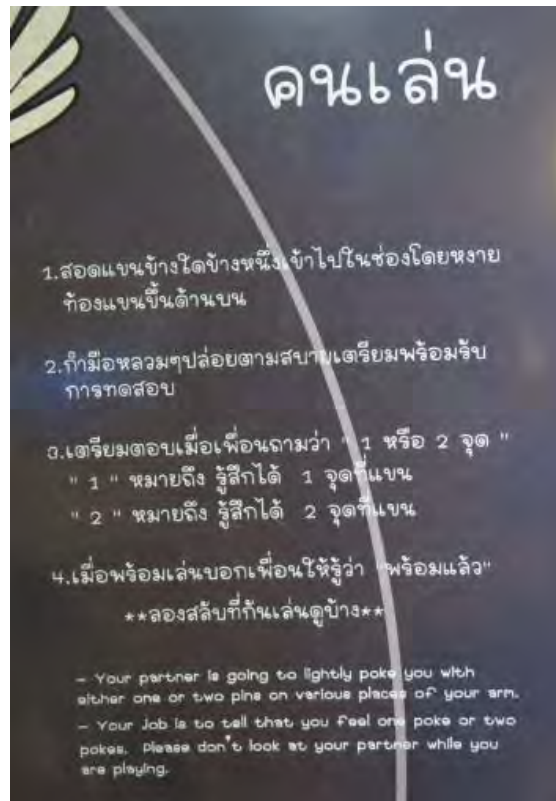 คนเล่น
1.สอดแขนข้างใดข้างหนึ่งเข้าไปในช่องโดยหงาย
ท้องแขนขึ้นด้านบน
2.กำมือหลวมๆปล่อยตามสบายเตรียมพร้อมรับ
การทดสอบ
3.เตรียมตอบเมื่อเพื่อนถามว่า " 1 หรือ 2 จุด "
" 1 " หมายถึง รู้สึกได้ 1 จุดที่แขน
" 2 " หมายถึง รู้สึกได้ 2 จุดที่แขน
4.เมื่อพร้อมเล่นบอกเพื่อนให้รู้ว่า "พร้อมแล้ว"
**ลองสลับที่กันเล่นดูบ้าง**
- Your partner is going to lightly poke you with
either one or two pins on various places of your arm.
- Your Job is to tell that you feel one poke or two
pokes. Please don't look at your partner while you
are playing.